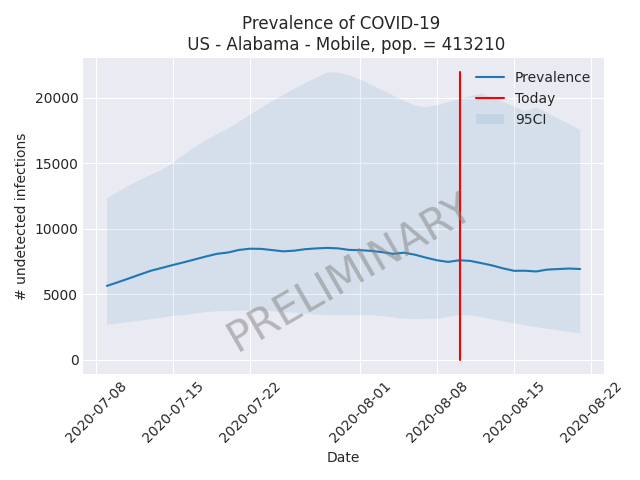 Prevalence of COVID-19
US - Alabama - Mobile, pop. = 413210
# undetected infections
20000
15000
10000
5000
0
Prevalence
Today
95CI
PRELIMINARY
2020-07-08
2020-07-15
2020-07-22
2020-08-01
2020-08-08
2020-08-15
2020-08-22
Date